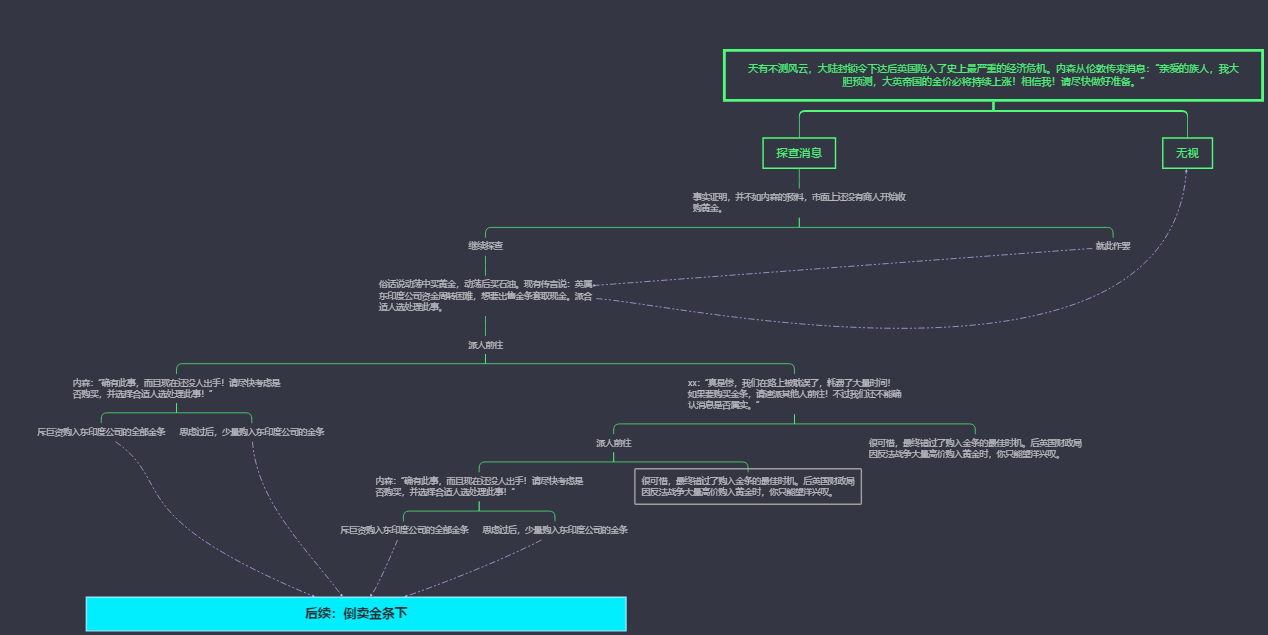 天有不测风云，大陆封锁令下达后英国陷入了史上最严重的经济危机。内森从伦敦传来消息：“亲爱的族人，我大
胆预测，大英帝国的金价必将持续上涨！相信我！请尽快做好准备。”
探查消息
无视
事实证明，并不如内森的预料，市面上还没有商人开始收
购黄金。
继续探查
就此作罢
俗话说动荡中买黄金，动荡后买石油。现有传言说：英属
东印度公司资金周转困难，想要出售金条套取现金。派合
适人选处理此事。
派人前往
内森：“确有此事，而且现在还没人出手！请尽快考虑是
否购买，并选择合适人选处理此事！”
xx：“真是惨，我们在路上被耽误了，耗费了大量时间！
如果要购买金条，请速派其他人前往！不过我们还不能确
认消息是否属实。”
斥巨资购入东印度公司的全部金条
思虑过后，少量购入东印度公司的金条
派人前往
很可惜，最终错过了购入金条的最佳时机。后英国财政局
因反法战争大量高价购入黄金时，你只能望洋兴叹。
内森：“确有此事，而且现在还没人出手！请尽快考虑是
否购买，并选择合适人选处理此事！”
很可惜，最终错过了购入金条的最佳时机。后英国财政局
因反法战争大量高价购入黄金时，你只能望洋兴叹。
斥巨资购入东印度公司的全部金条
思虑过后，少量购入东印度公司的金条
后续：倒卖金条下